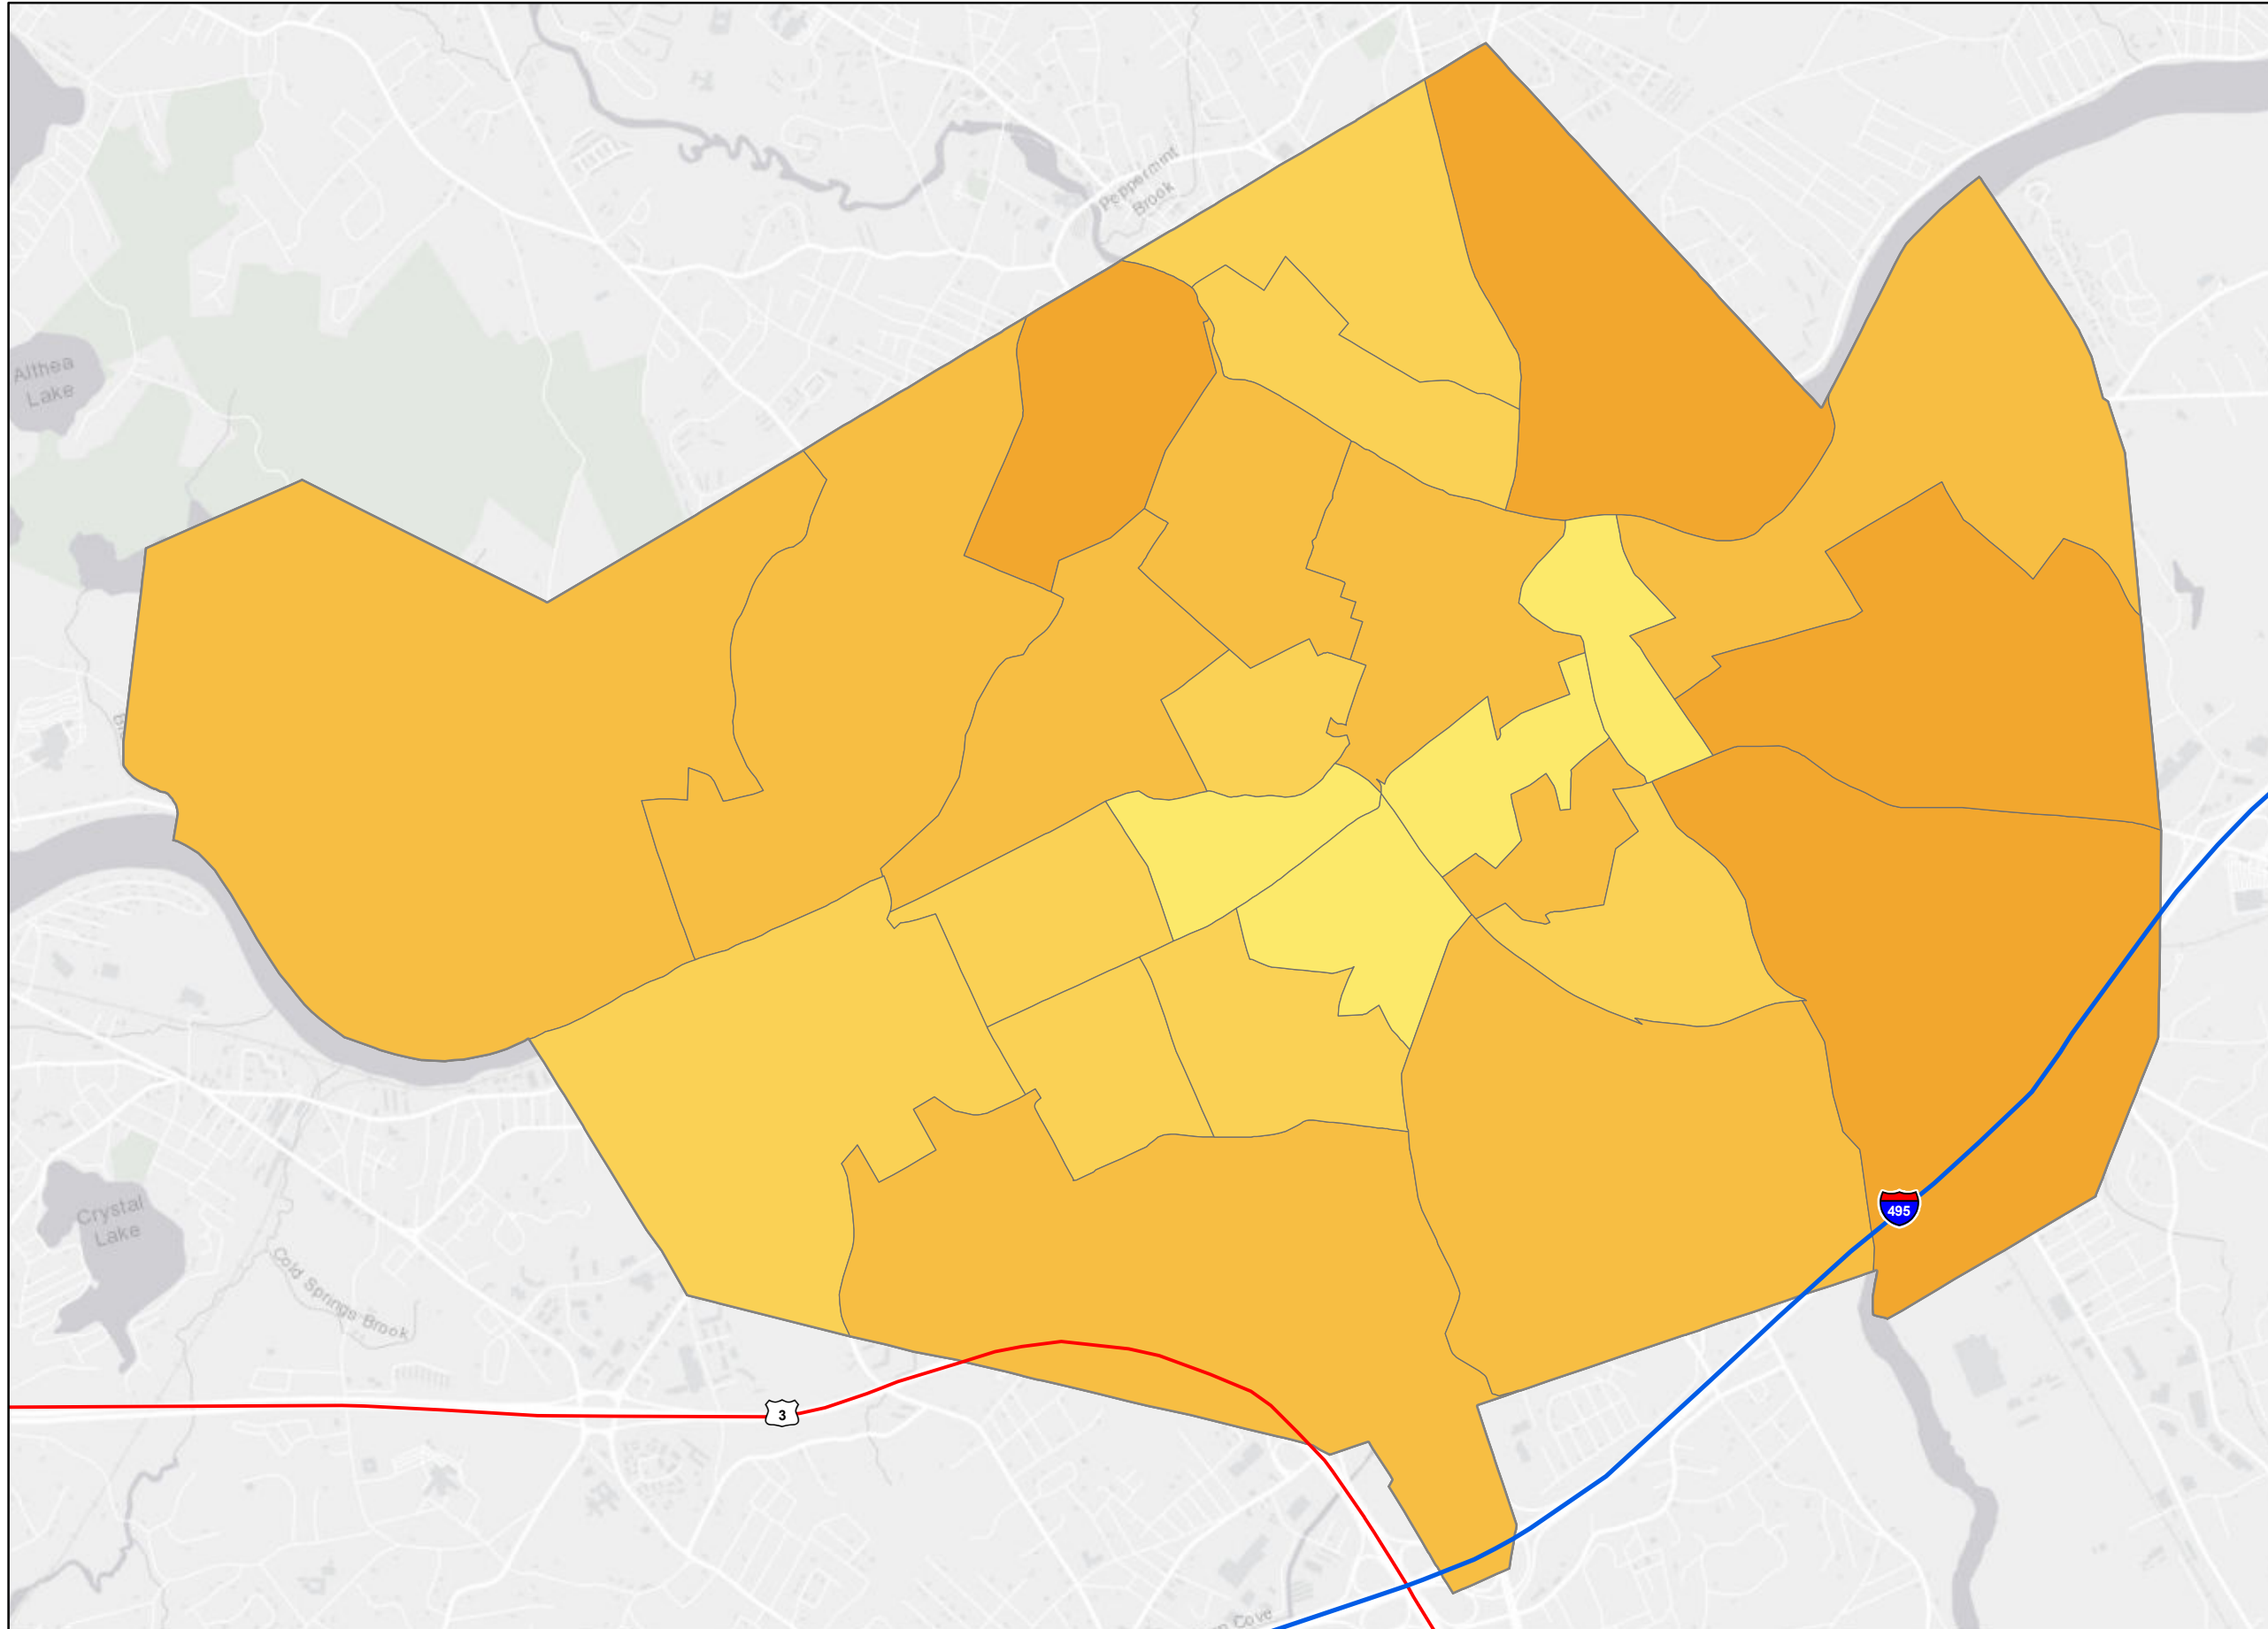 Peppermint
Brook
Althea
Lake
495
Crystal
Lake
Cold Springs Brook
3
Cove